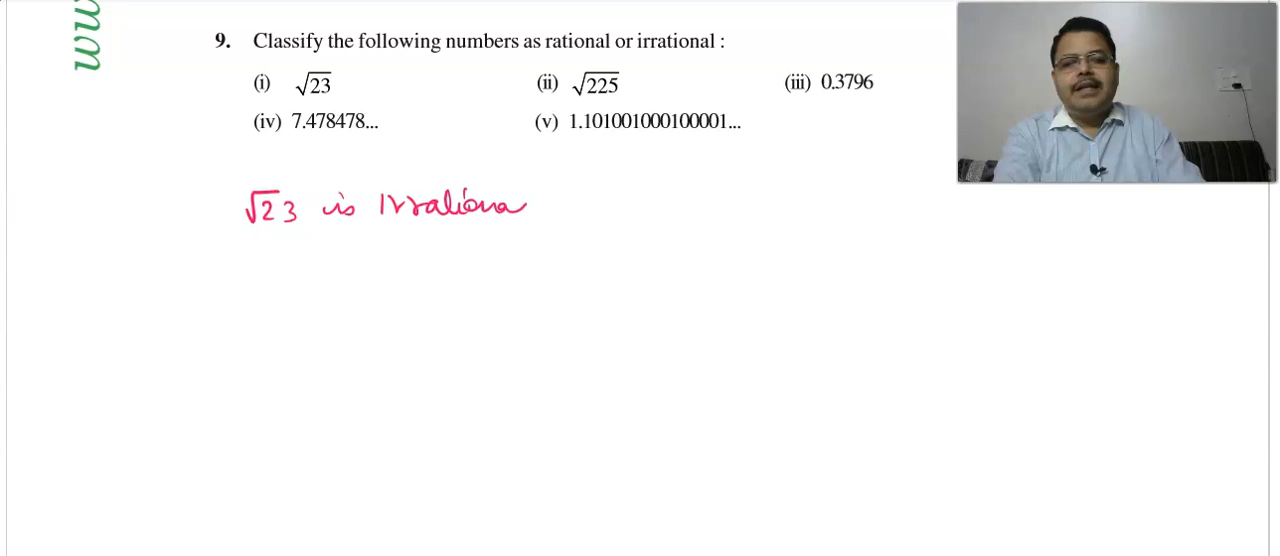 9. Classify the following numbers as rational or irrational :
(i) √23 (ii) √225 (iii) 0.3796
(iv) 7.478478... (v) 1.101001000100001...
√23 is Irrationa